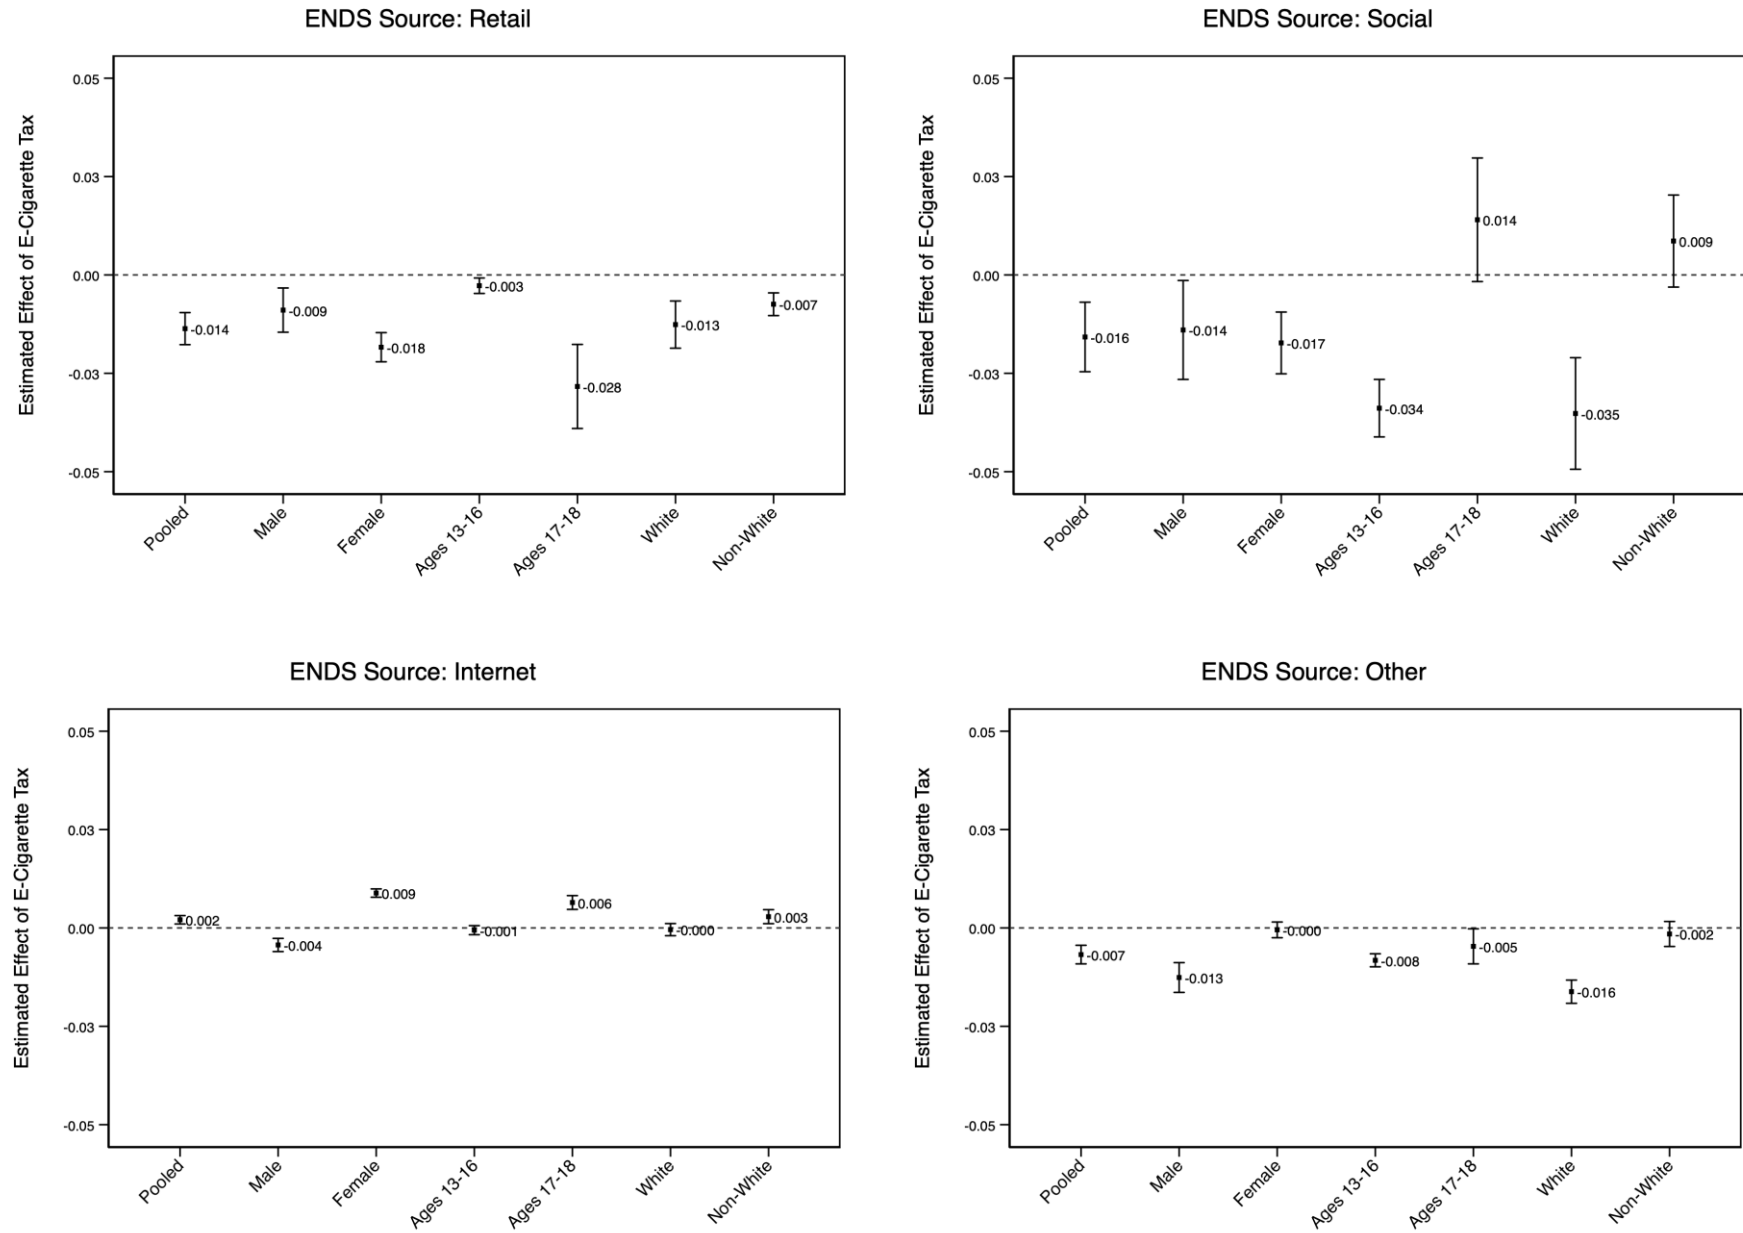 ENDS Source: Retail
Estimated Effect of E-Cigarette Tax
0.05
0.03
0.00
-0.03
-0.05
-0.014
-0.009
-0.018
-0.003
-0.028
-0.013
-0.007
Pooled
Male
Female
Ages 13-16
Ages 17-18
White
Non-White
ENDS Source: Social
Estimated Effect of E-Cigarette Tax
0.05
0.03
0.00
-0.03
-0.05
-0.016
-0.014
-0.017
-0.034
0.014
-0.035
0.009
Pooled
Male
Female
Ages 13-16
Ages 17-18
White
Non-White
ENDS Source: Internet
Estimated Effect of E-Cigarette Tax
0.05
0.03
0.00
-0.03
-0.05
0.002
-0.004
0.009
-0.001
0.006
-0.000
0.003
Pooled
Male
Female
Ages 13-16
Ages 17-18
White
Non-White
ENDS Source: Other
Estimated Effect of E-Cigarette Tax
0.05
0.03
0.00
-0.03
-0.05
-0.007
-0.013
-0.000
-0.008
-0.005
-0.016
-0.002
Pooled
Male
Female
Ages 13-16
Ages 17-18
White
Non-White